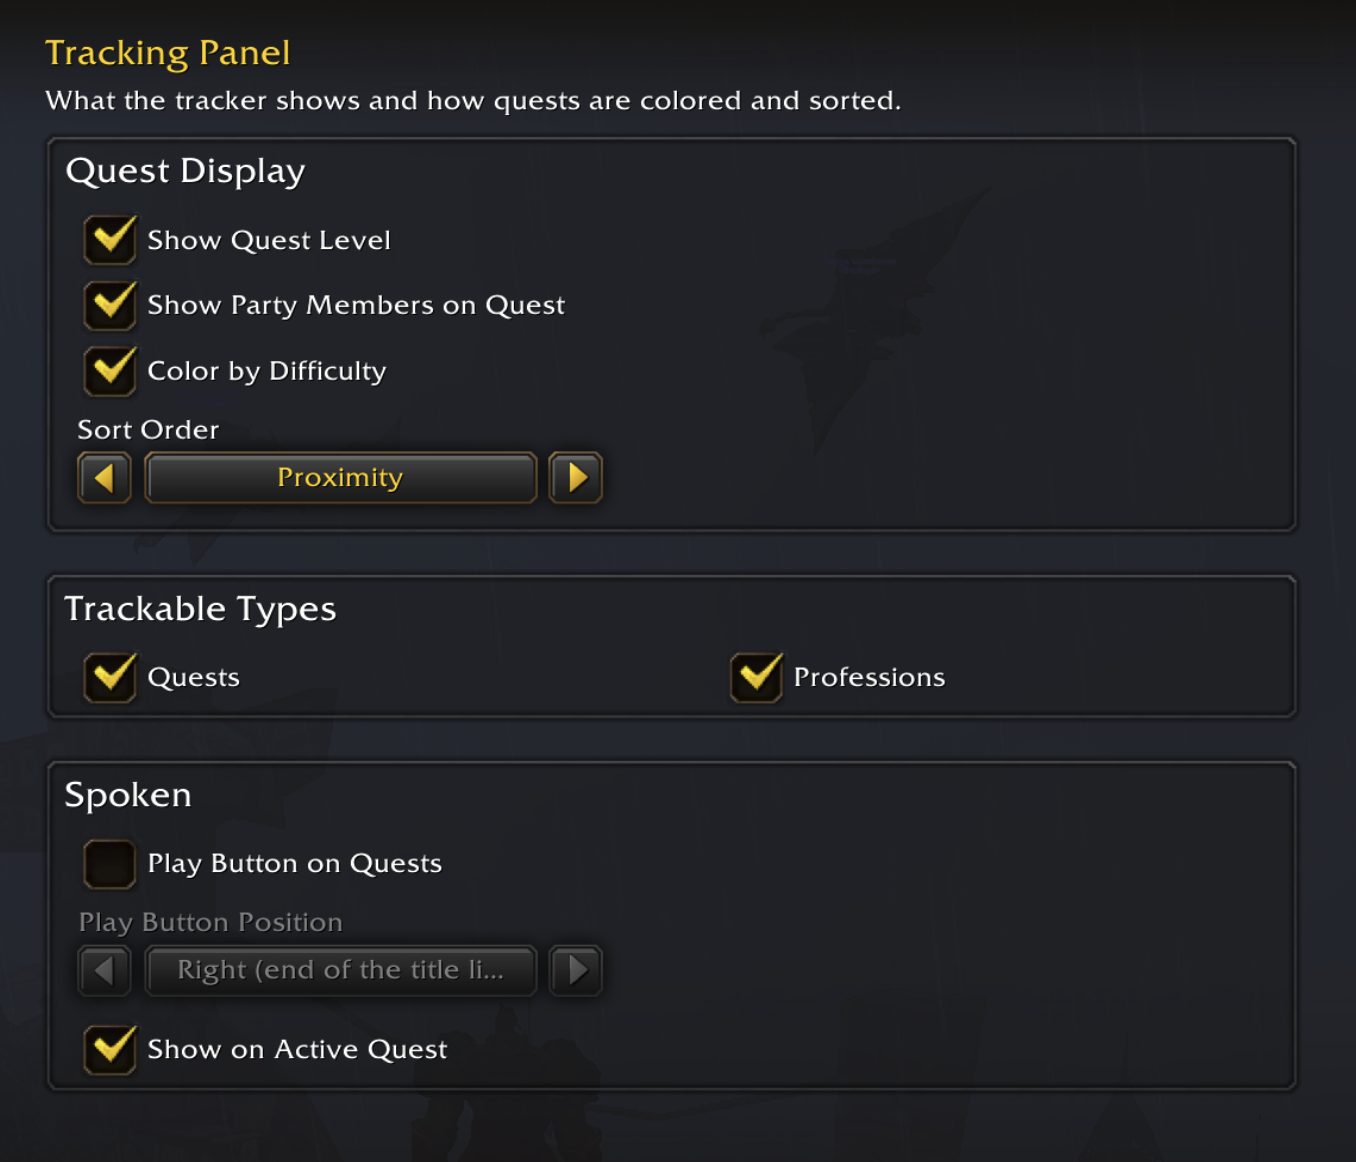 Tracking Panel
What the tracker shows and how quests are colored and sorted.
Quest Display
Show Quest Level
Show Party Members on Quest
Color by Difficulty
Sort Order
Proximity
Trackable Types
Quests
Professions
Spoken
Play Button on Quests
Play Button Position
Right (end of the title li...
Show on Active Quest